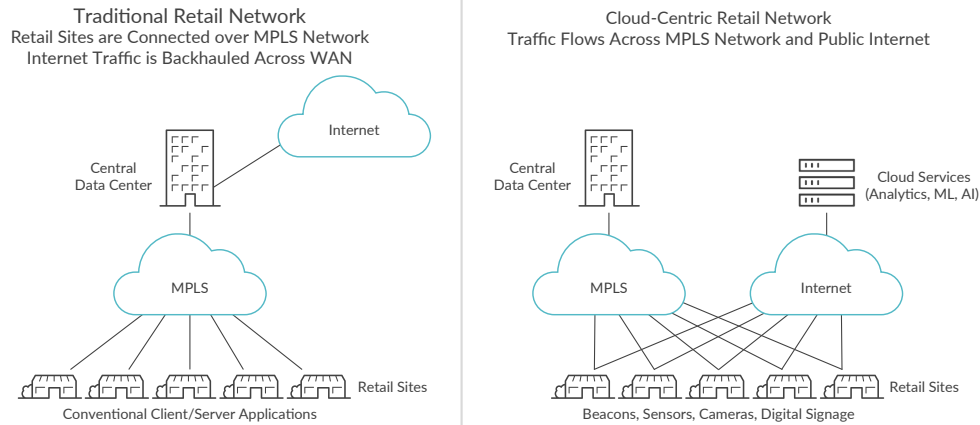 Traditional Retail Network
Retail Sites are Connected over MPLS Network
Internet Traffic is Backhauled Across WAN
Internet
Central
Data Center
MPLS
Retail Sites
Conventional Client/Server Applications
Cloud-Centric Retail Network
Traffic Flows Across MPLS Network and Public Internet
Central
Data Center
Cloud Services
(Analytics, ML, AI)
MPLS
Internet
Retail Sites
Beacons, Sensors, Cameras, Digital Signage